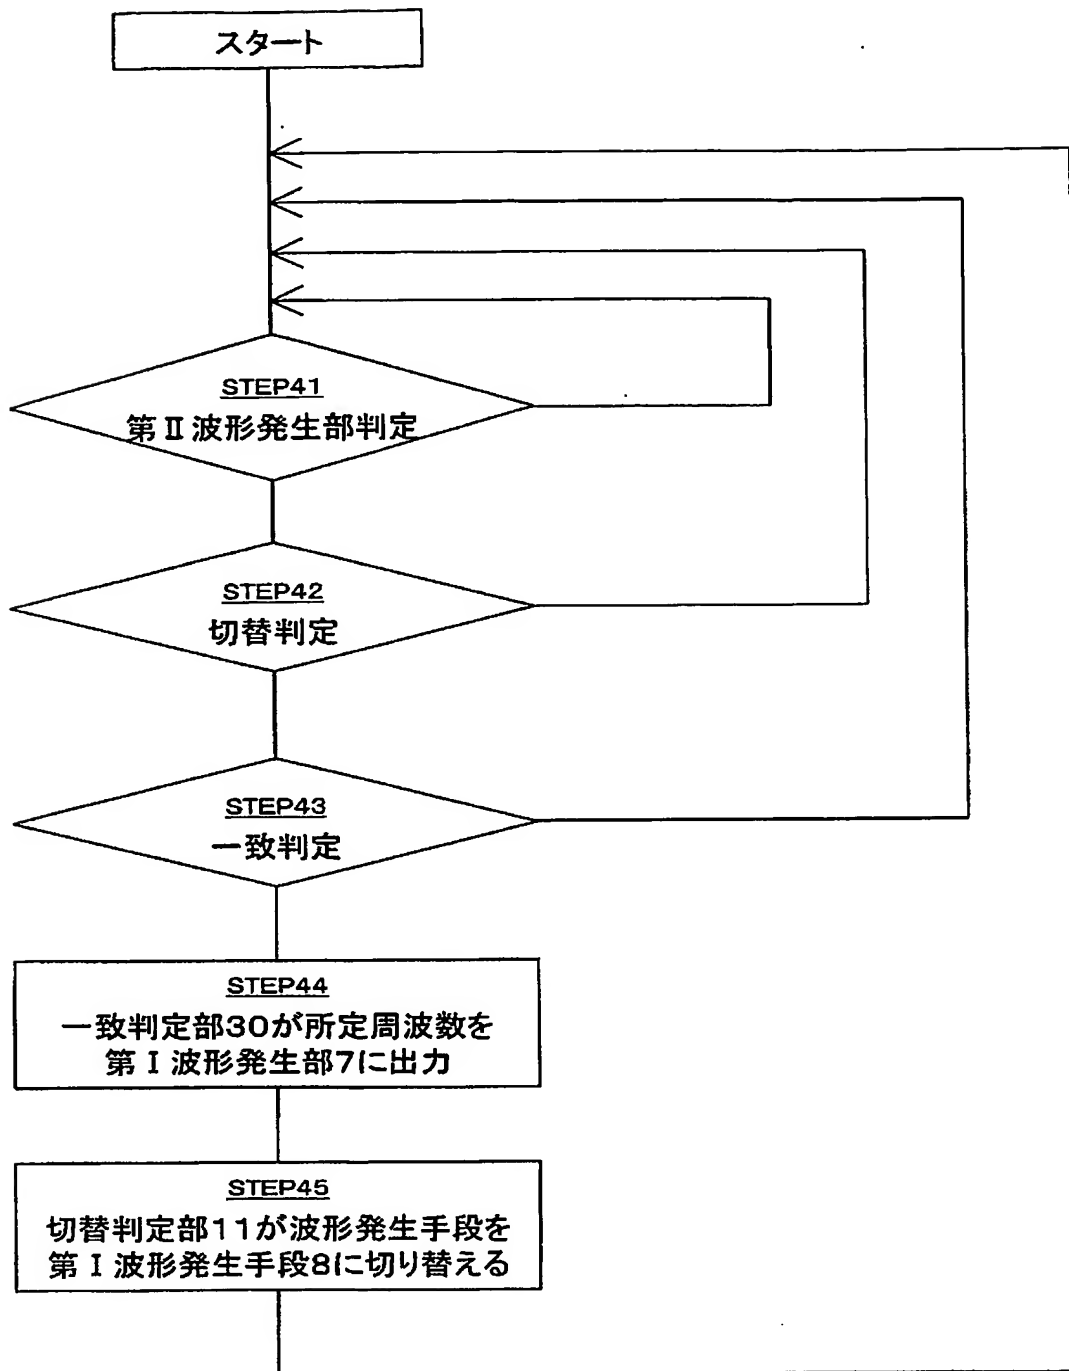 スタート
STEP41
第Ⅱ波形発生部判定
STEP42
切替判定
STEP43
一致判定
STEP44
一致判定部30が所定周波数を
第Ⅰ波形発生部7に出力
STEP45
切替判定部11が波形発生手段を
第Ⅰ波形発生手段8に切り替える